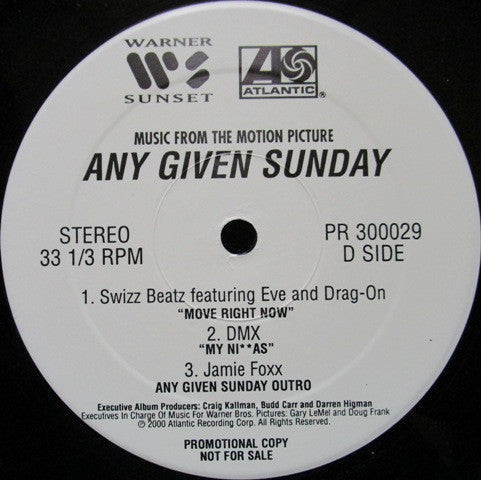 WARNER
SUNSET
ATLANTIC®
MUSIC FROM THE MOTION PICTURE
ANY GIVEN SUNDAY
STEREO
33 1/3 RPM
PR 300029
D SIDE
1. Swizz Beatz featuring Eve and Drag-On
"MOVE RIGHT NOW"
2. DMX
"MY NI**AS"
3. Jamie Foxx
ANY GIVEN SUNDAY OUTRO
Executive Album Producers: Craig Kallman, Budd Carr and Darren Higman
Executives In Charge Of Music For Warner Bros. Pictures: Gary LeMel and Doug Frank
℗ 2000 Atlantic Recording Corp. All Rights Reserved.
PROMOTIONAL COPY
NOT FOR SALE